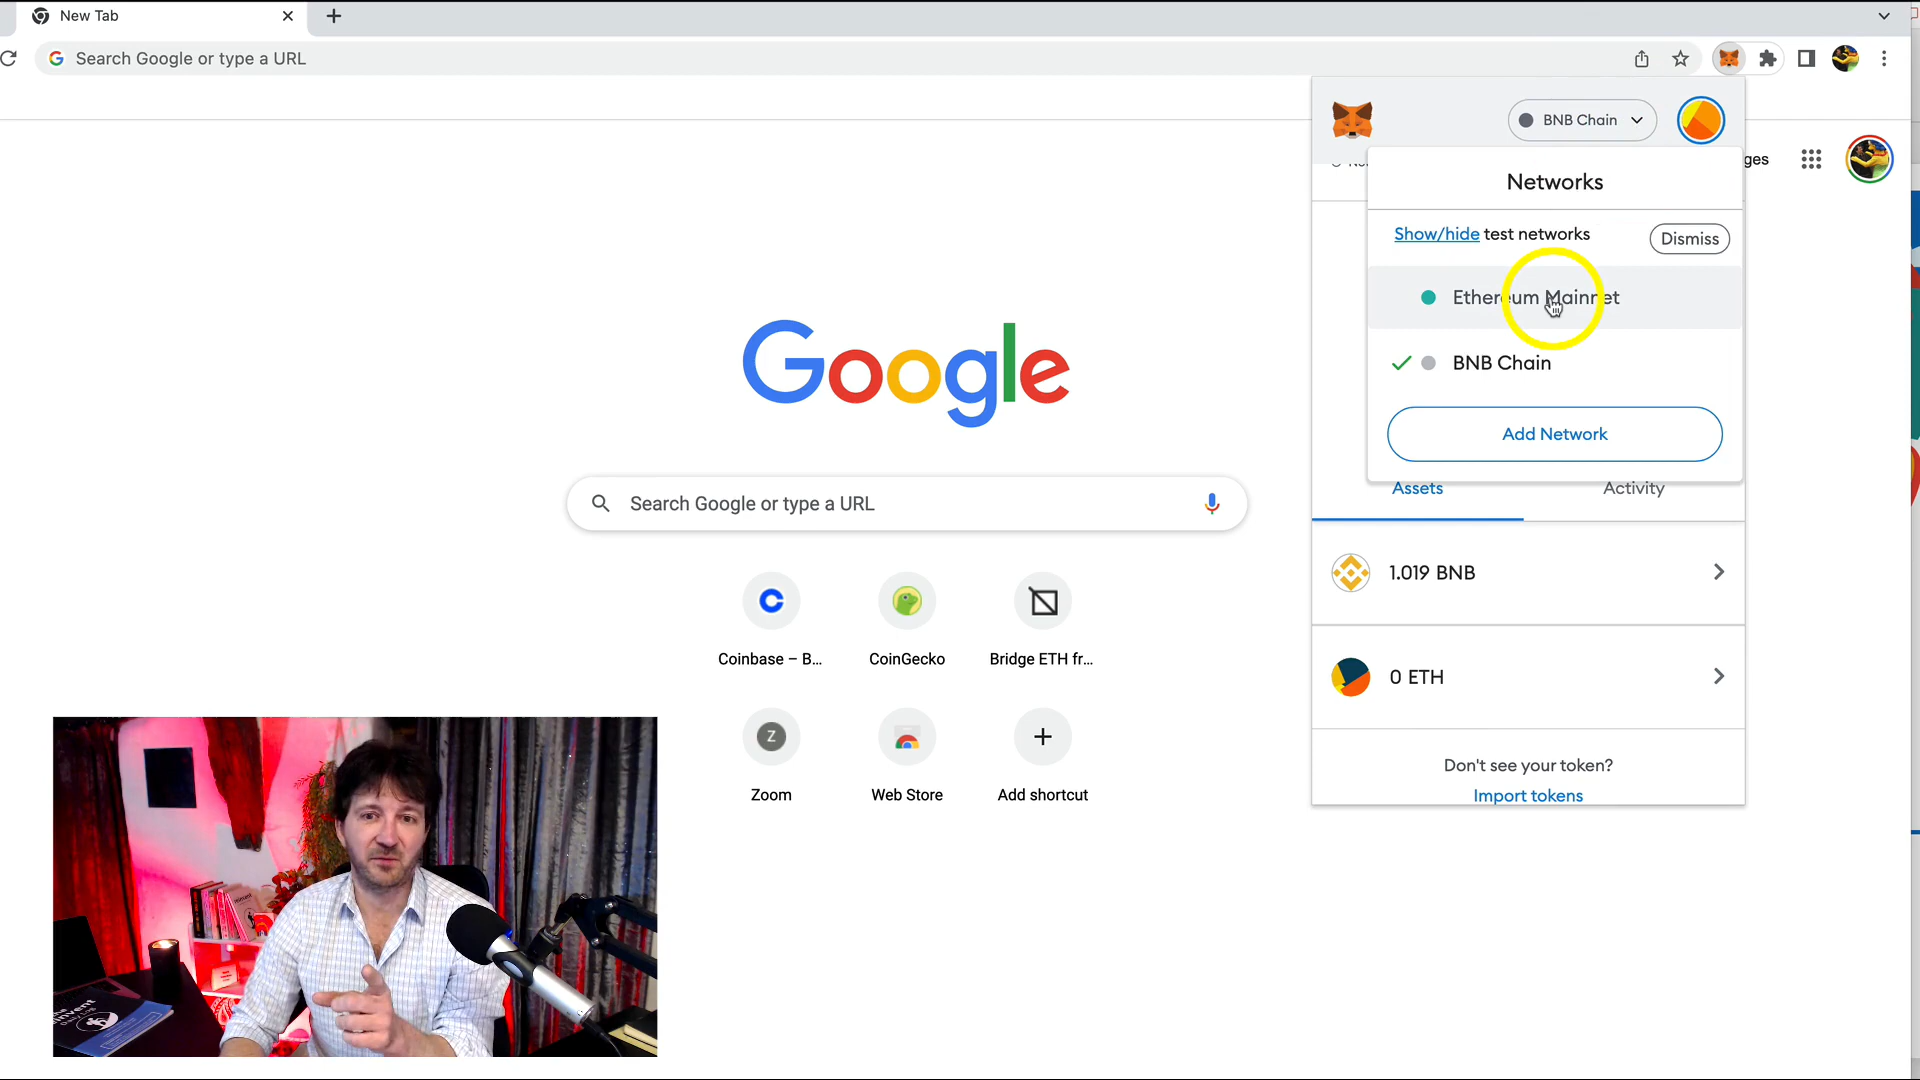 New Tab
Search Google or type a URL
BNB Chain
ges
Networks
Show/hide test networks
Dismiss
Ethereum Mainnet
BNB Chain
Add Network
Google
Assets
Activity
Search Google or type a URL
1.019 BNB
Coinbase – B...
CoinGecko
Bridge ETH fr...
0 ETH
Z
Zoom
Web Store
Add shortcut
Don't see your token?
Import tokens